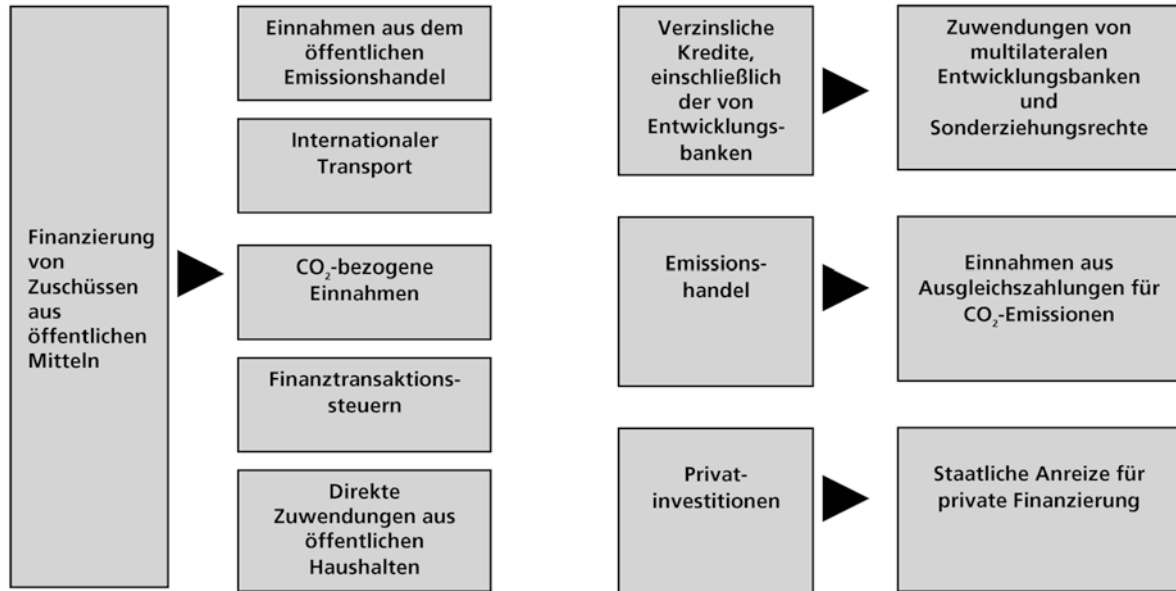 Finanzierung
von
Zuschüssen
aus
öffentlichen
Mitteln
Einnahmen aus dem
öffentlichen
Emissionshandel
Internationaler
Transport
CO₂-bezogene
Einnahmen
Finanztransaktions-
steuern
Direkte
Zuwendungen aus
öffentlichen
Haushalten
Verzinsliche
Kredite,
einschließlich
der von
Entwicklungs-
banken
Zuwendungen von
multilateralen
Entwicklungsbanken
und
Sonderziehungsrechte
Emissions-
handel
Einnahmen aus
Ausgleichszahlungen für
CO₂-Emissionen
Privat-
investitionen
Staatliche Anreize für
private Finanzierung